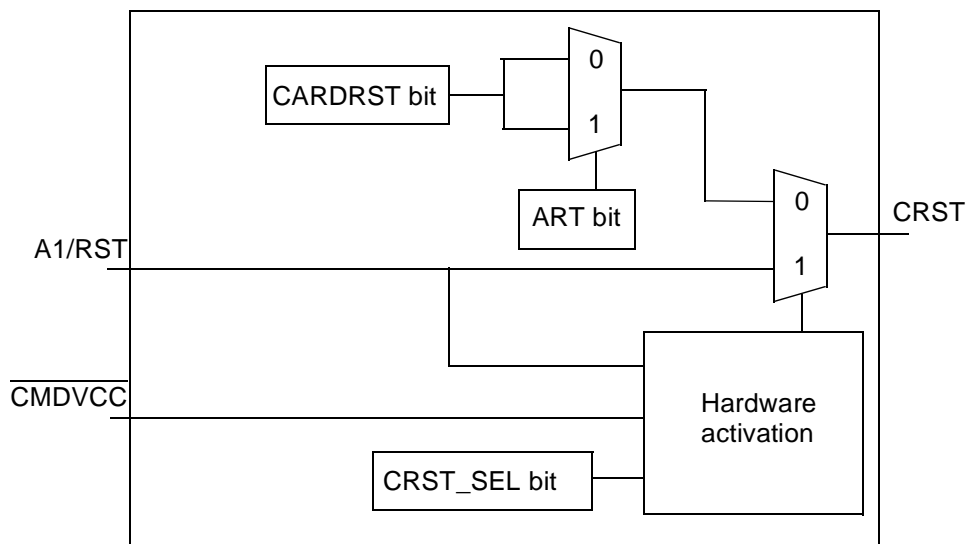 CARDRST bit
0
1
ART bit
0
CRST
A1/RST
1
CMDVCC
Hardware
activation
CRST_SEL bit